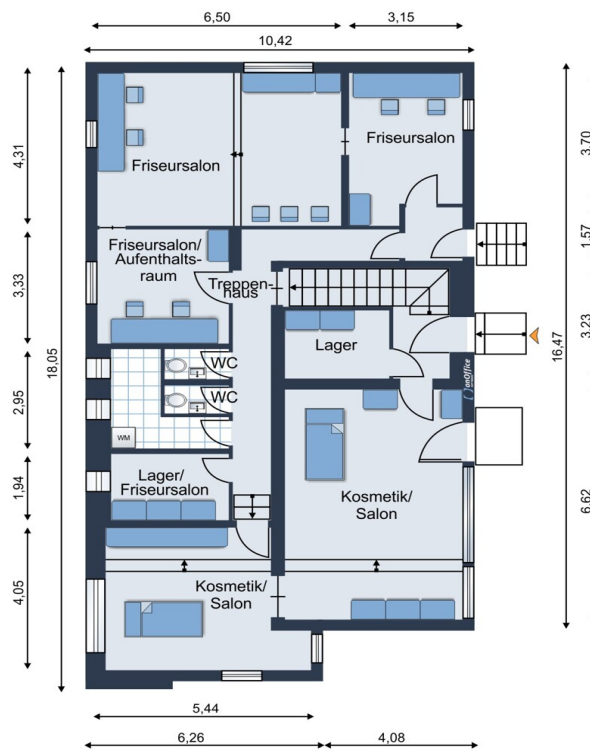 6,50
3,15
10,42
4,31
3,33
2,95
1,94
4,05
18,05
Friseursalon
Friseursalon
Friseursalon/
Aufenthalts-
raum
Treppen-
haus
Lager
WC
WC
WM
Lager/
Friseursalon
Kosmetik/
Salon
Kosmetik/
Salon
onOffice
3,70
1,57
3,23
6,62
16,47
5,44
6,26
4,08